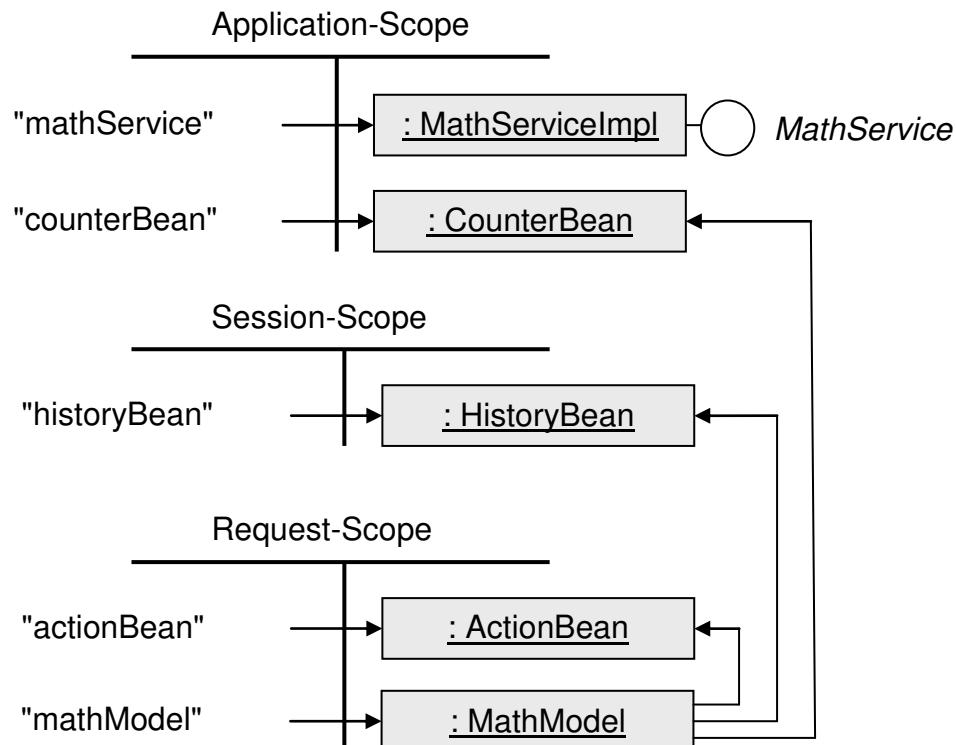 Application-Scope
"mathService" : MathServiceImpl MathService
"counterBean" : CounterBean
Session-Scope
"historyBean" : HistoryBean
Request-Scope
"actionBean" : ActionBean
"mathModel" : MathModel